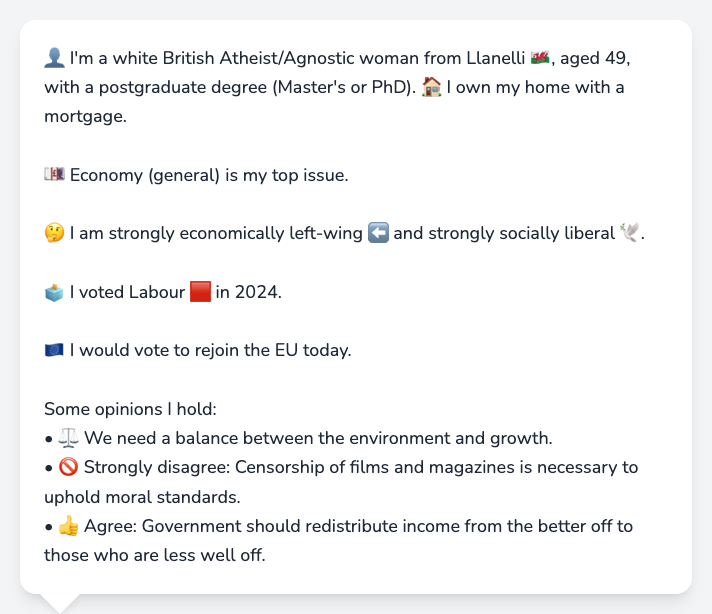 👤 I'm a white British Atheist/Agnostic woman from Llanelli 🏴󠁧󠁢󠁷󠁬󠁳󠁿, aged 49,
with a postgraduate degree (Master's or PhD). 🏠 I own my home with a
mortgage.
💷 Economy (general) is my top issue.
🤔 I am strongly economically left-wing ⬅️ and strongly socially liberal 🕊️.
🗳️ I voted Labour 🟥 in 2024.
🇪🇺 I would vote to rejoin the EU today.
Some opinions I hold:
• ⚖️ We need a balance between the environment and growth.
• 🚫 Strongly disagree: Censorship of films and magazines is necessary to
uphold moral standards.
• 👍 Agree: Government should redistribute income from the better off to
those who are less well off.